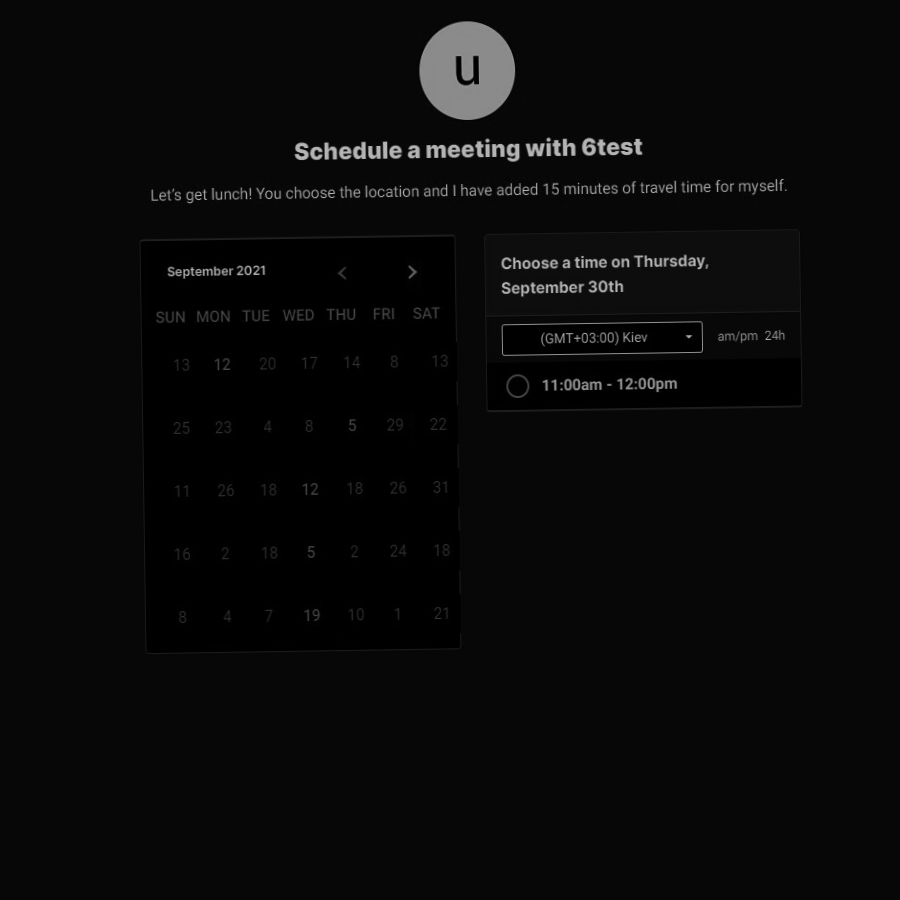 u
Schedule a meeting with 6test
Let's get lunch! You choose the location and I have added 15 minutes of travel time for myself.
September 2021
SUN MON TUE WED THU FRI SAT
13 12 20 17 14 8 13
25 23 4 8 5 29 22
11 26 18 12 18 26 31
16 2 18 5 2 24 18
8 4 7 19 10 1 21
Choose a time on Thursday,
September 30th
(GMT+03:00) Kiev
am/pm 24h
11:00am - 12:00pm